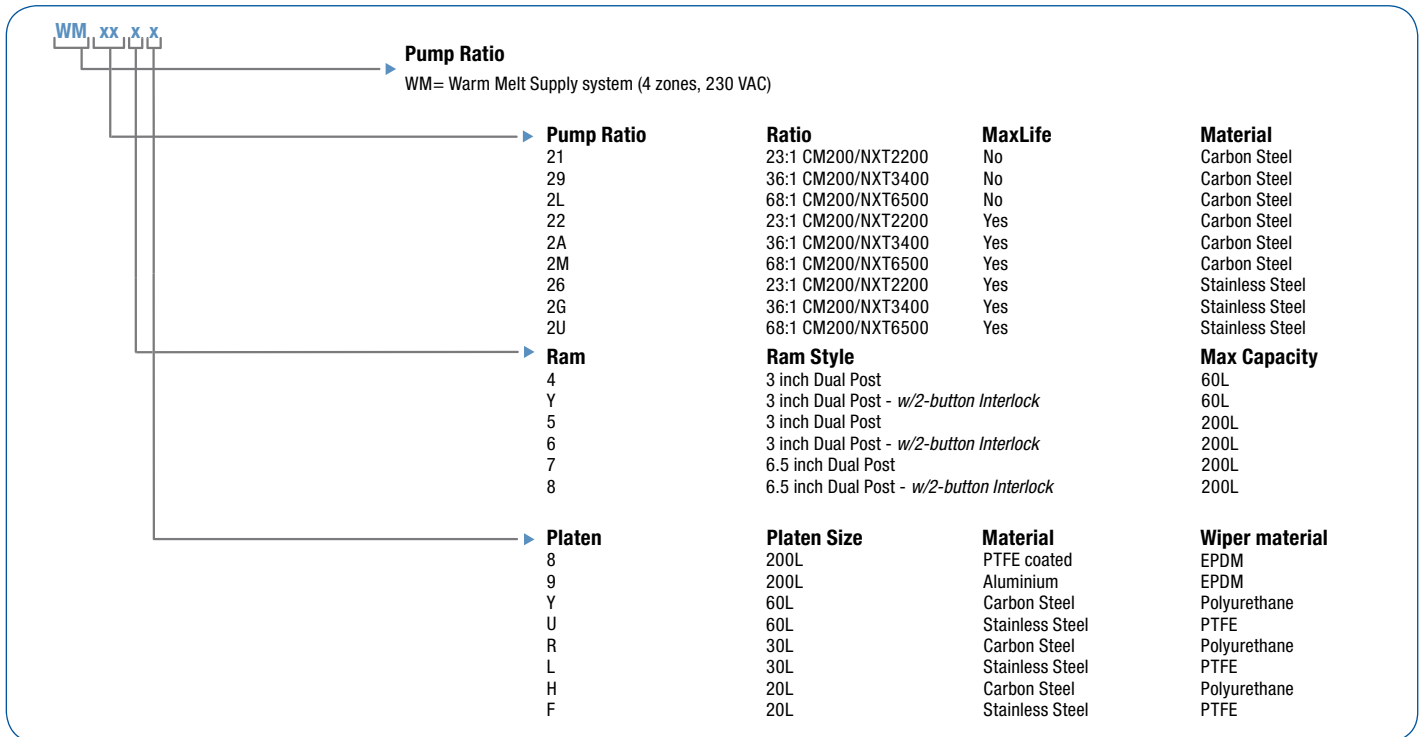 WM xx x x
Pump Ratio
WM= Warm Melt Supply system (4 zones, 230 VAC)
Pump Ratio Ratio MaxLife Material
21 23:1 CM200/NXT2200 No Carbon Steel
29 36:1 CM200/NXT3400 No Carbon Steel
2L 68:1 CM200/NXT6500 No Carbon Steel
22 23:1 CM200/NXT2200 Yes Carbon Steel
2A 36:1 CM200/NXT3400 Yes Carbon Steel
2M 68:1 CM200/NXT6500 Yes Carbon Steel
26 23:1 CM200/NXT2200 Yes Stainless Steel
2G 36:1 CM200/NXT3400 Yes Stainless Steel
2U 68:1 CM200/NXT6500 Yes Stainless Steel
Ram Ram Style Max Capacity
4 3 inch Dual Post 60L
Y 3 inch Dual Post - w/2-button Interlock 60L
5 3 inch Dual Post 200L
6 3 inch Dual Post - w/2-button Interlock 200L
7 6.5 inch Dual Post 200L
8 6.5 inch Dual Post - w/2-button Interlock 200L
Platen Platen Size Material Wiper material
8 200L PTFE coated EPDM
9 200L Aluminium EPDM
Y 60L Carbon Steel Polyurethane
U 60L Stainless Steel PTFE
R 30L Carbon Steel Polyurethane
L 30L Stainless Steel PTFE
H 20L Carbon Steel Polyurethane
F 20L Stainless Steel PTFE